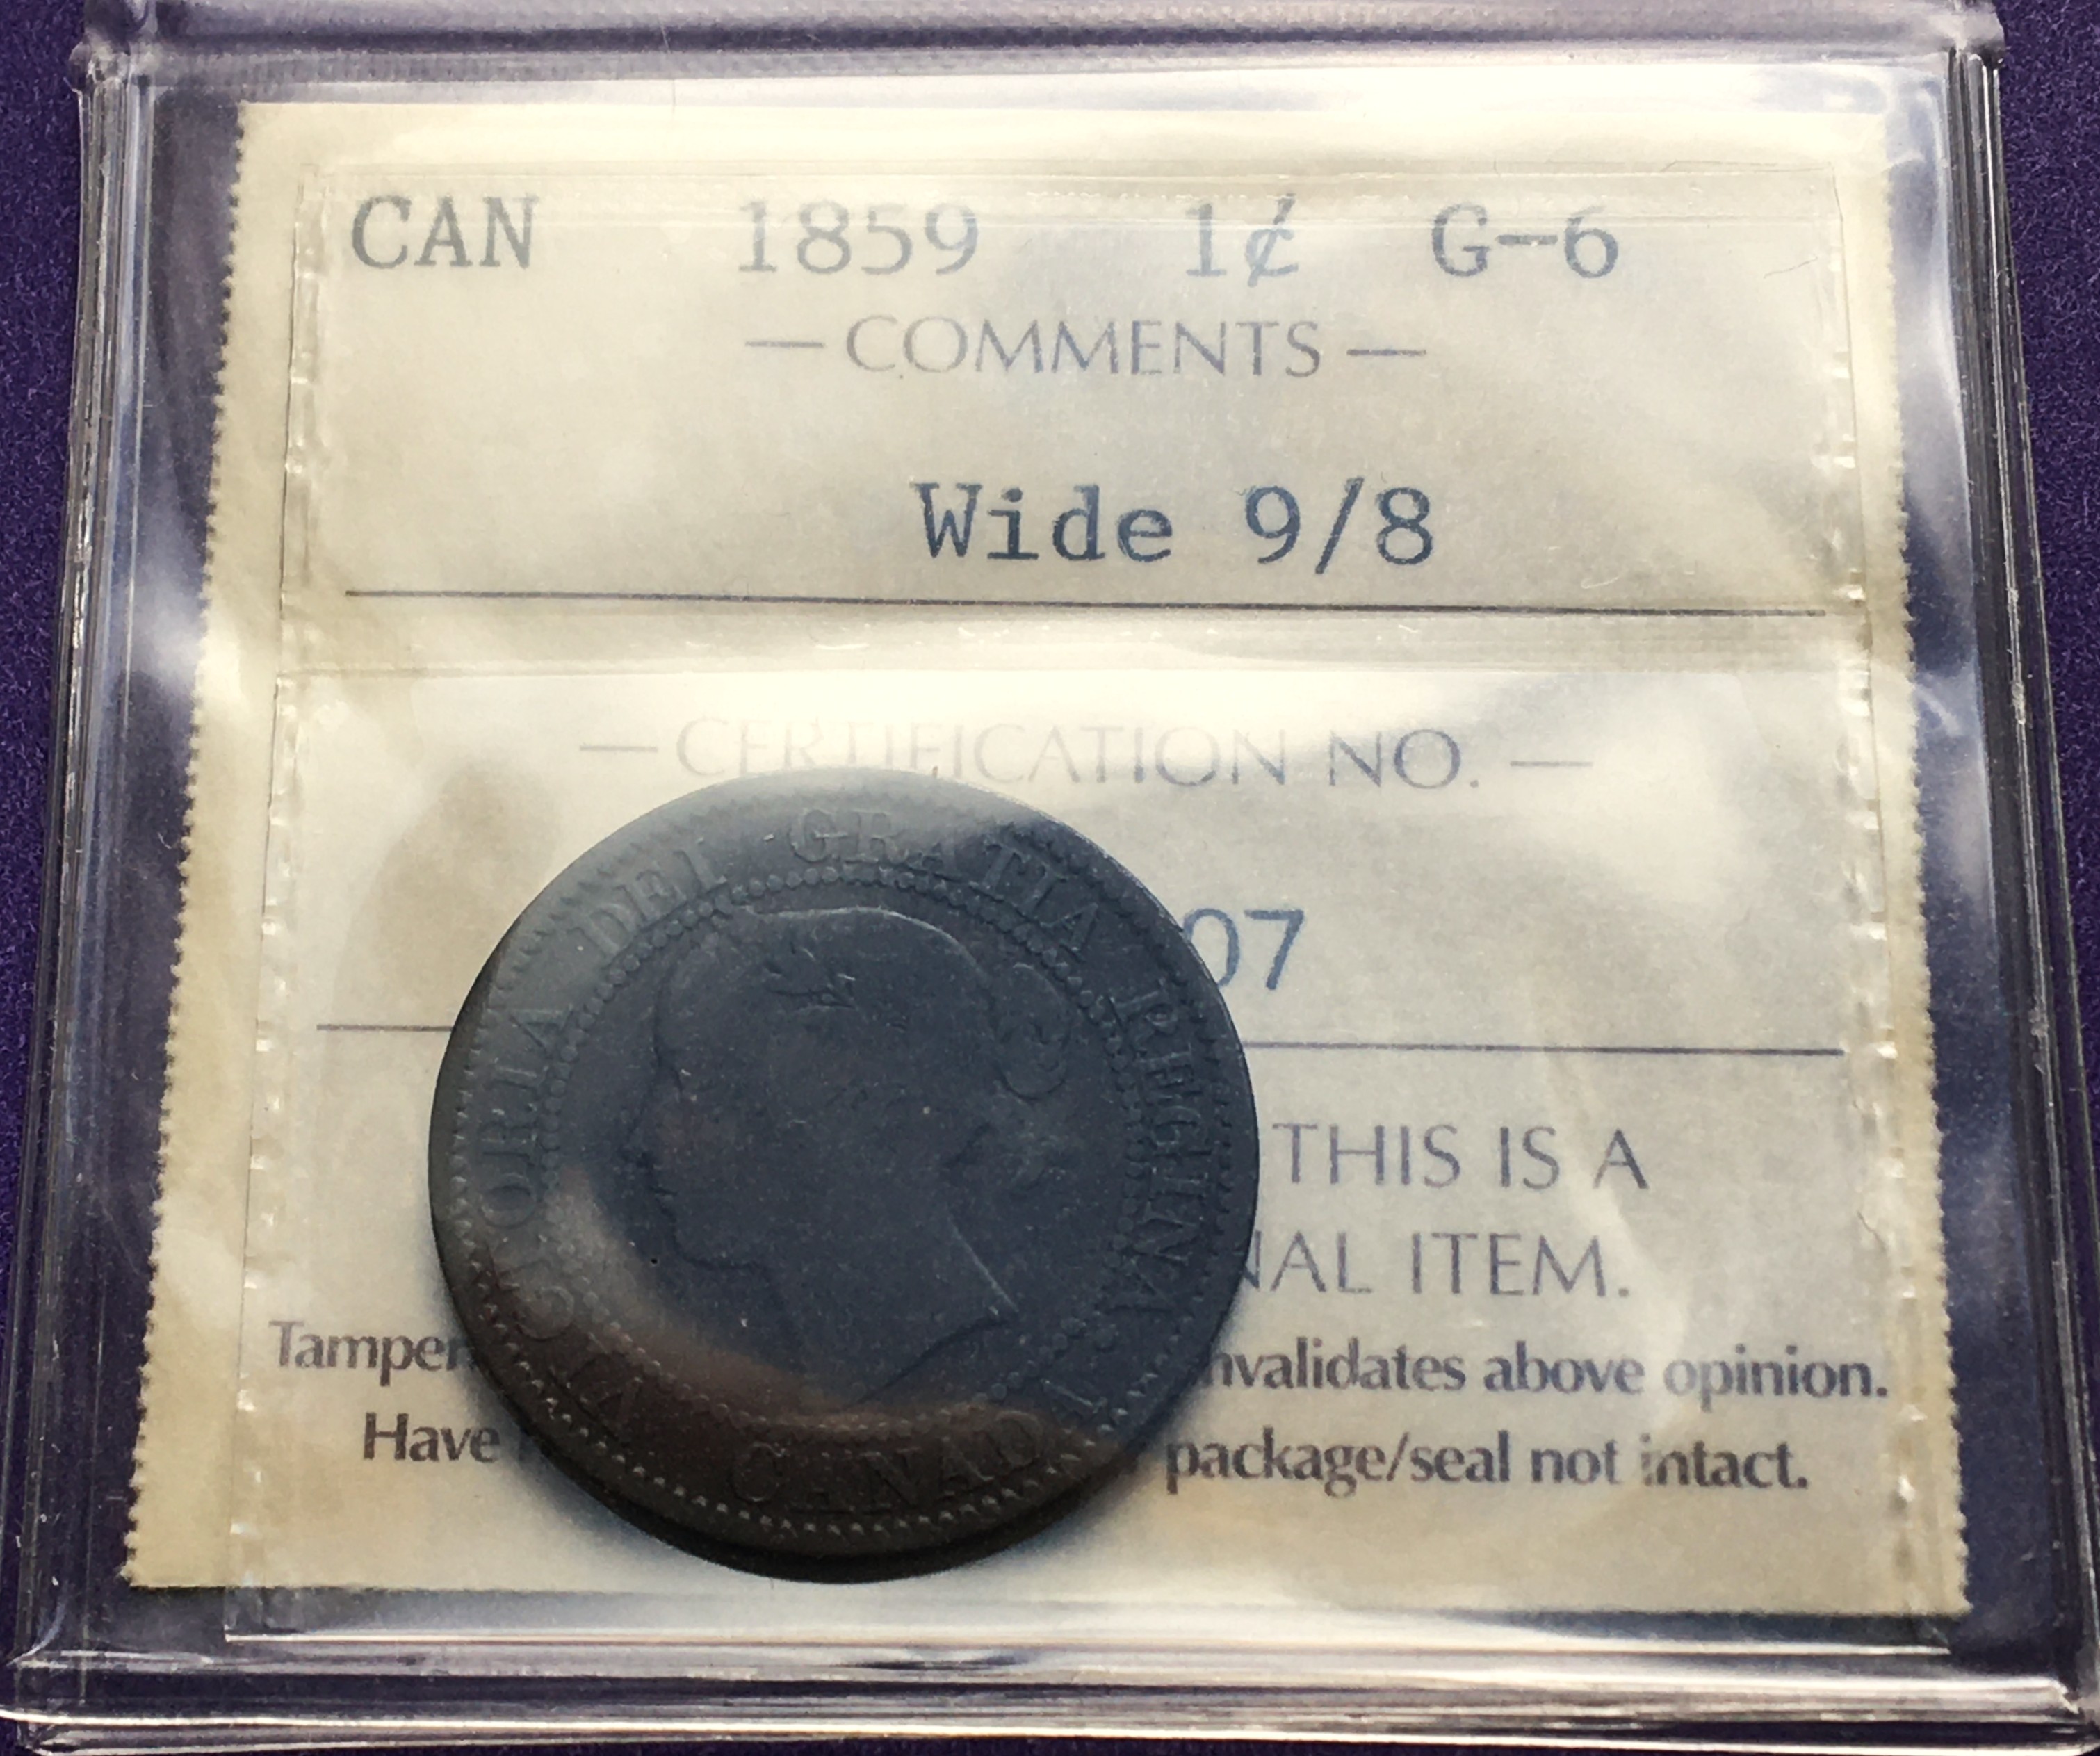 CAN 1859 1¢ G-6
— COMMENTS —
Wide 9/8
— CERTIFICATION NO. —
07
THIS IS A
NAL ITEM.
Tamper nvalidates above opinion.
Have package/seal not intact.
VICTORIA DEI GRATIA REGINA.
CANADA